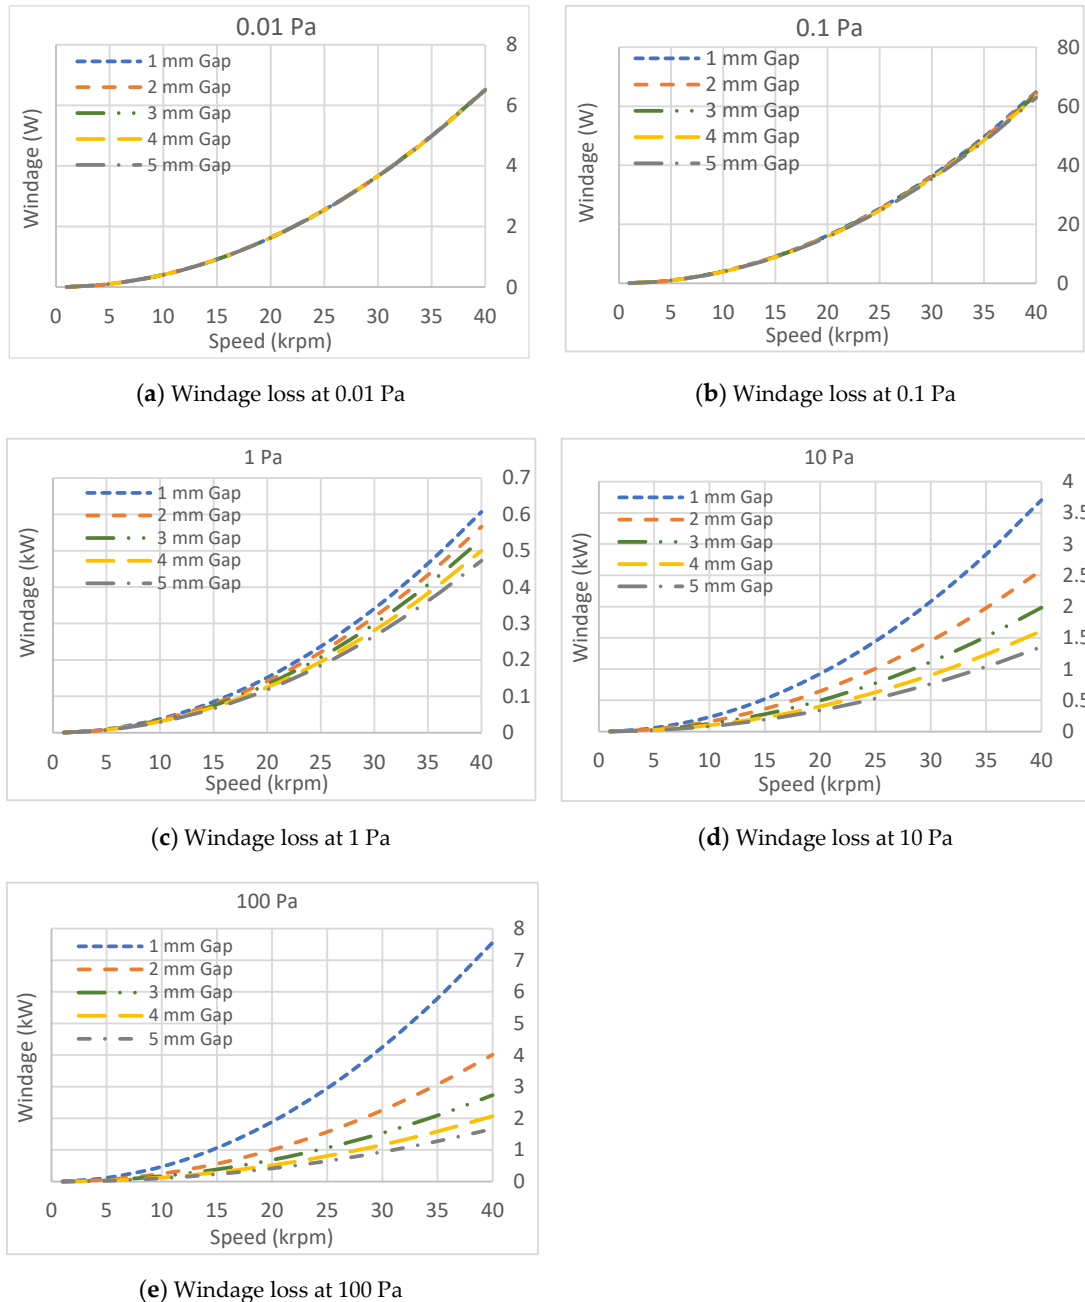 0.01 Pa
1 mm Gap
2 mm Gap
3 mm Gap
4 mm Gap
5 mm Gap
Windage (W)
8
6
4
2
0
0 5 10 15 20 25 30 35 40
Speed (krpm)
(a) Windage loss at 0.01 Pa
0.1 Pa
1 mm Gap
2 mm Gap
3 mm Gap
4 mm Gap
5 mm Gap
Windage (W)
80
60
40
20
0
0 5 10 15 20 25 30 35 40
Speed (krpm)
(b) Windage loss at 0.1 Pa
1 Pa
1 mm Gap
2 mm Gap
3 mm Gap
4 mm Gap
5 mm Gap
Windage (kW)
0.7
0.6
0.5
0.4
0.3
0.2
0.1
0
0 5 10 15 20 25 30 35 40
Speed (krpm)
(c) Windage loss at 1 Pa
10 Pa
1 mm Gap
2 mm Gap
3 mm Gap
4 mm Gap
5 mm Gap
Windage (kW)
4
3.5
3
2.5
2
1.5
1
0.5
0
0 5 10 15 20 25 30 35 40
Speed (krpm)
(d) Windage loss at 10 Pa
100 Pa
1 mm Gap
2 mm Gap
3 mm Gap
4 mm Gap
5 mm Gap
Windage (kW)
8
7
6
5
4
3
2
1
0
0 5 10 15 20 25 30 35 40
Speed (krpm)
(e) Windage loss at 100 Pa